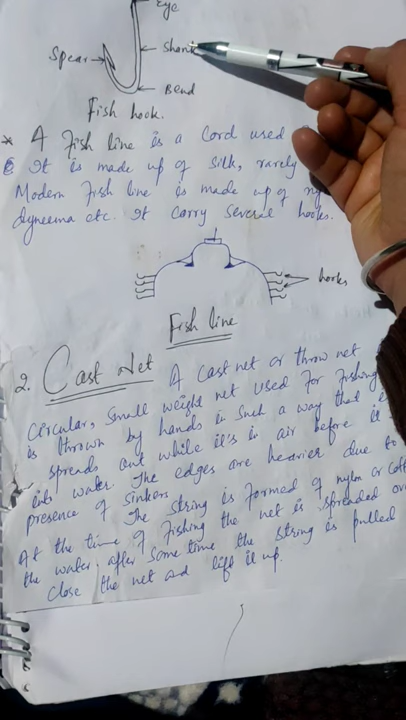 Eye
Shank
Spear
Bend
Fish hook.
* A Fish line is a cord used
It is made up of silk, rarely
Modern Fish line is made up of
dyneema etc. It carry several hooks.
hooks
Fish line
2. Cast Net A cast net or throw net
circular, small weight net used for fishing
is thrown by hands in such a way that it
spreads out while it's in air before it
into water. The edges are heavier due to
presence of sinkers
The string is formed of nylon or
At the time of fishing the net is spreaded
the water, after some time the string is pulled
close the net and lift it up.